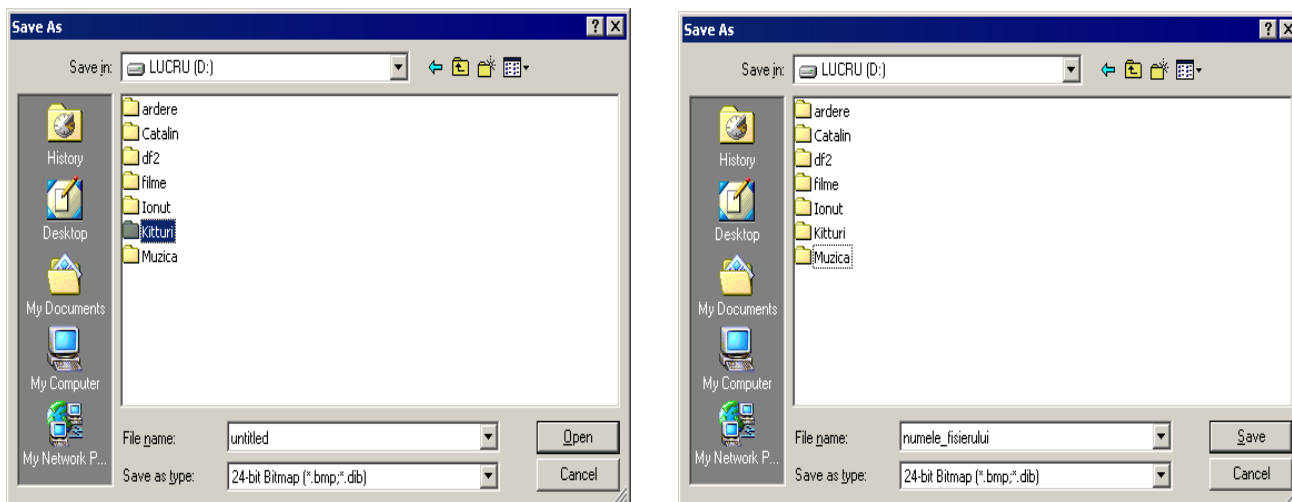 Save As
Save in: LUCRU (D:)
History
Desktop
My Documents
My Computer
My Network P...
ardere
Catalin
df2
filme
Ionut
Kitturi
Muzica
File name: untitled Open
Save as type: 24-bit Bitmap (*.bmp;*.dib) Cancel
Save As
Save in: LUCRU (D:)
History
Desktop
My Documents
My Computer
My Network P...
ardere
Catalin
df2
filme
Ionut
Kitturi
Muzica
File name: numele_fisierului Save
Save as type: 24-bit Bitmap (*.bmp;*.dib) Cancel